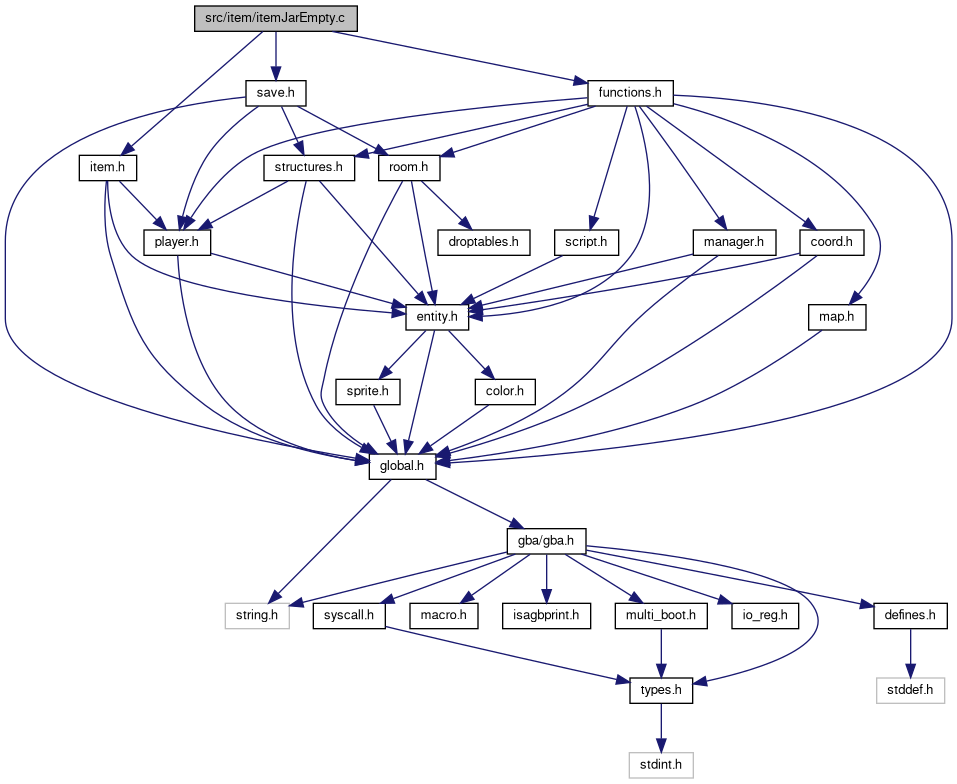 src/item/itemJarEmpty.c
save.h
functions.h
item.h
structures.h
room.h
player.h
droptables.h
script.h
manager.h
coord.h
entity.h
map.h
sprite.h
color.h
global.h
gba/gba.h
string.h
syscall.h
macro.h
isagbprint.h
multi_boot.h
io_reg.h
defines.h
types.h
stddef.h
stdint.h